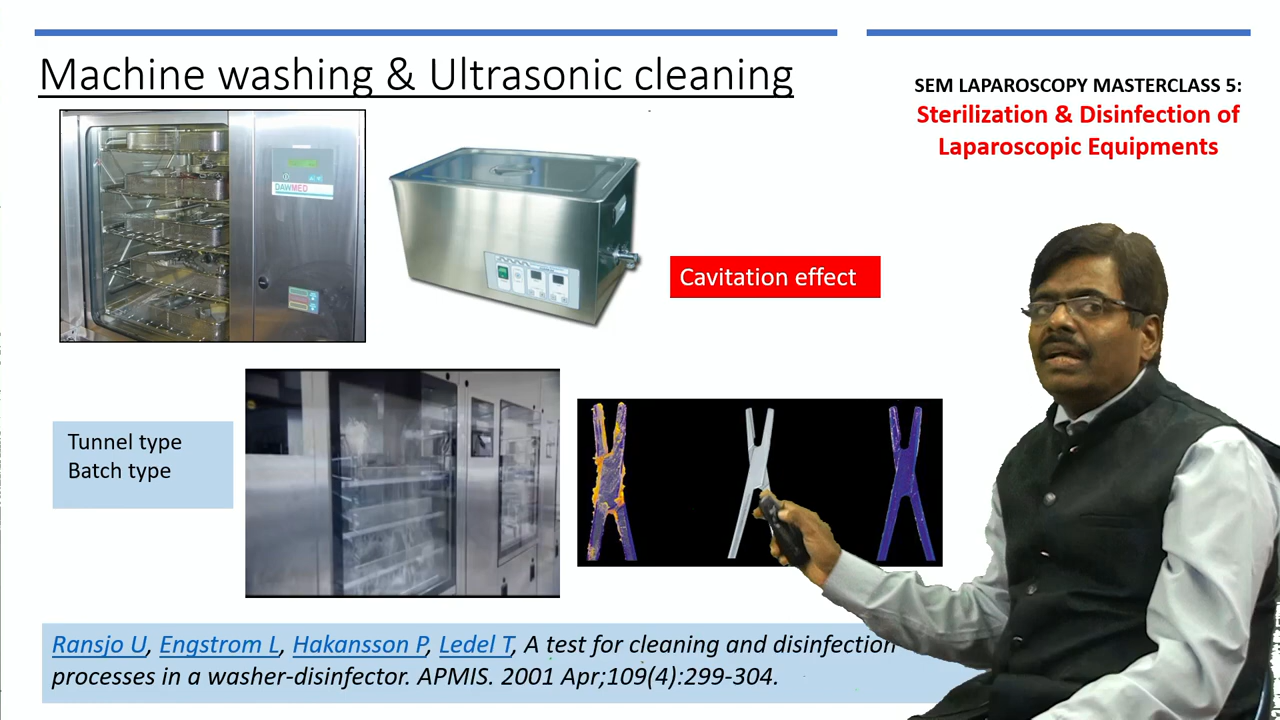 Machine washing & Ultrasonic cleaning
SEM LAPAROSCOPY MASTERCLASS 5:
Sterilization & Disinfection of
Laparoscopic Equipments
DAWMED
Cavitation effect
Tunnel type
Batch type
Ransjo U, Engstrom L, Hakansson P, Ledel T, A test for cleaning and disinfection
processes in a washer-disinfector. APMIS. 2001 Apr;109(4):299-304.